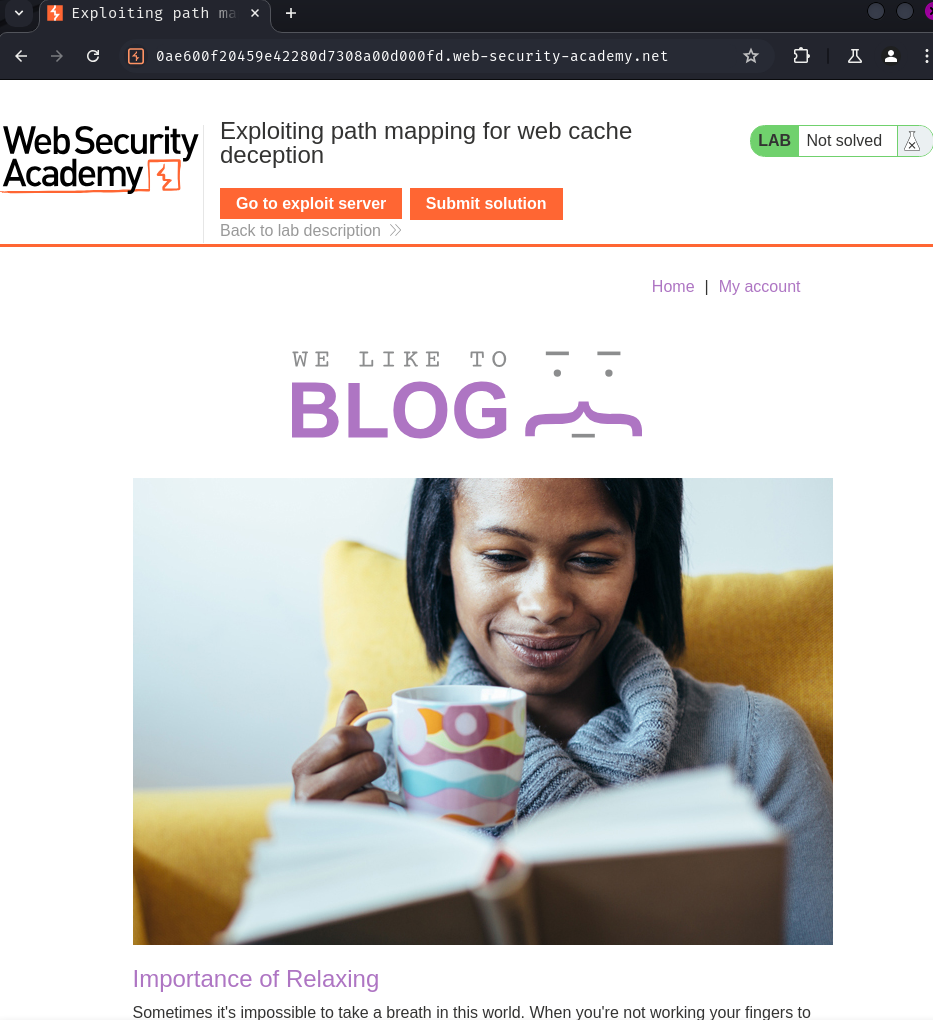 Exploiting path ma
0ae600f20459e42280d7308a00d000fd.web-security-academy.net
Web Security
Academy
Exploiting path mapping for web cache
deception
LAB Not solved
Go to exploit server Submit solution
Back to lab description
Home | My account
WE LIKE TO
BLOG
Importance of Relaxing
Sometimes it's impossible to take a breath in this world. When you're not working your fingers to